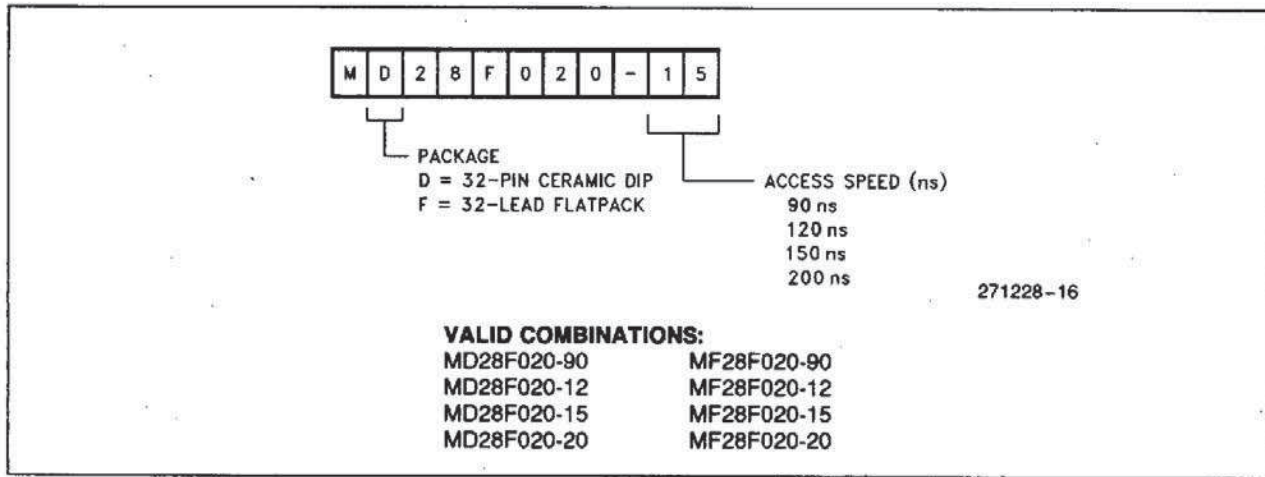 M D 2 8 F 0 2 0 - 1 5
PACKAGE
D = 32-PIN CERAMIC DIP
F = 32-LEAD FLATPACK
ACCESS SPEED (ns)
90 ns
120 ns
150 ns
200 ns
271228-16
VALID COMBINATIONS:
MD28F020-90 MF28F020-90
MD28F020-12 MF28F020-12
MD28F020-15 MF28F020-15
MD28F020-20 MF28F020-20